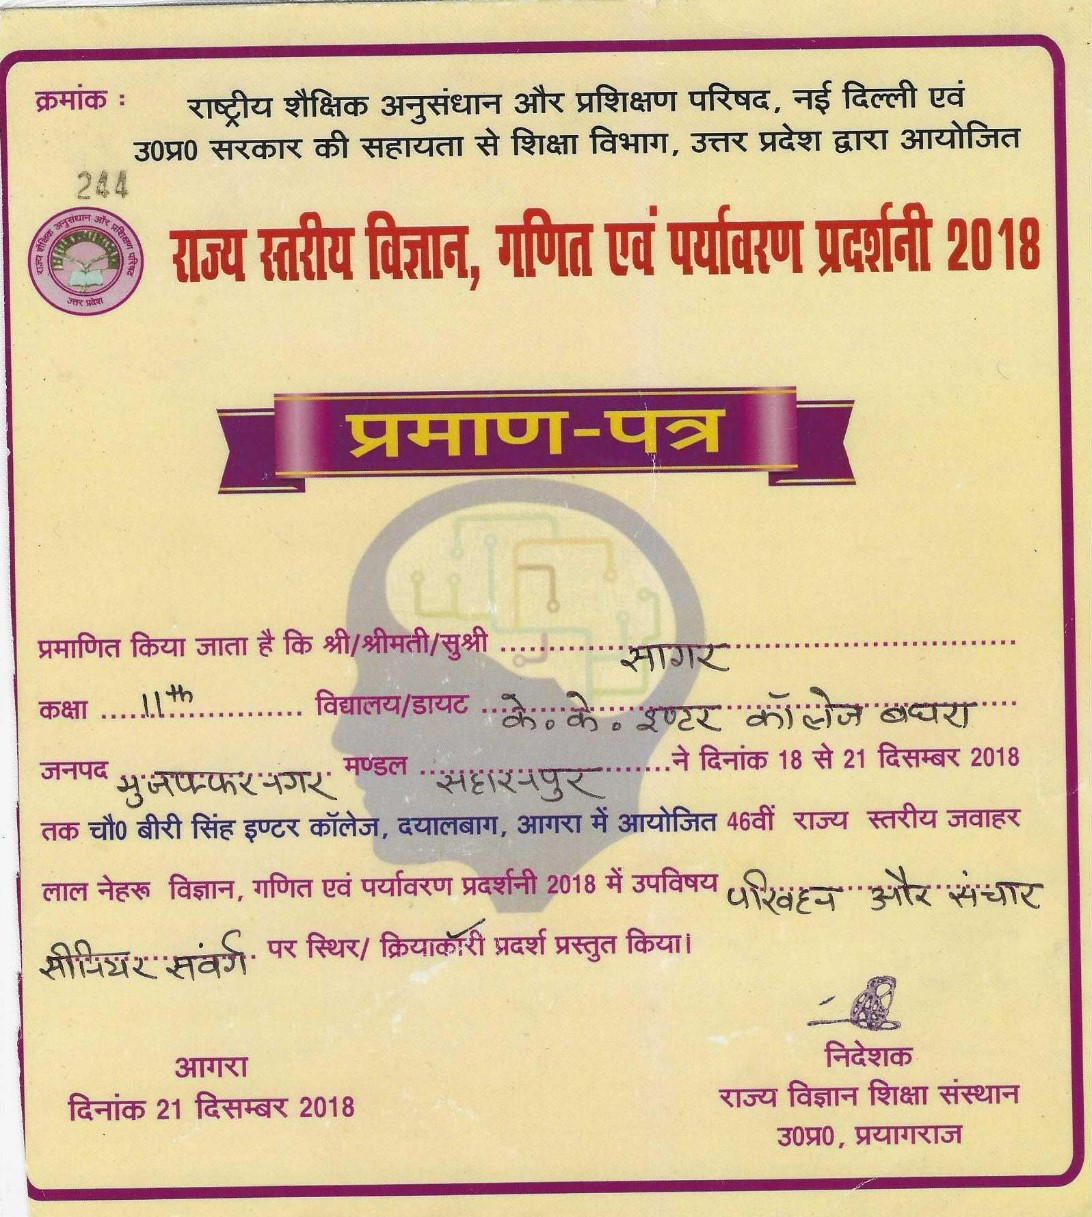 क्रमांक :
राष्ट्रीय शैक्षिक अनुसंधान और प्रशिक्षण परिषद, नई दिल्ली एवं
उ0प्र0 सरकार की सहायता से शिक्षा विभाग, उत्तर प्रदेश द्वारा आयोजित
244
राज्य शैक्षिक अनुसंधान और प्रशिक्षण परिषद
उत्तर प्रदेश
राज्य स्तरीय विज्ञान, गणित एवं पर्यावरण प्रदर्शनी 2018
प्रमाण-पत्र
प्रमाणित किया जाता है कि श्री/श्रीमती/सुश्री सागर
कक्षा 11th विद्यालय/डायट के. के. इण्टर कॉलेज बघरा
जनपद मुजफ्फरनगर मण्डल सहारनपुर ने दिनांक 18 से 21 दिसम्बर 2018
तक चौ0 बीरी सिंह इण्टर कॉलेज, दयालबाग, आगरा में आयोजित 46वीं राज्य स्तरीय जवाहर
लाल नेहरू विज्ञान, गणित एवं पर्यावरण प्रदर्शनी 2018 में उपविषय परिवहन और संचार
सीनियर संवर्ग पर स्थिर/ क्रियाकारी प्रदर्श प्रस्तुत किया।
आगरा
दिनांक 21 दिसम्बर 2018
निदेशक
राज्य विज्ञान शिक्षा संस्थान
उ0प्र0, प्रयागराज